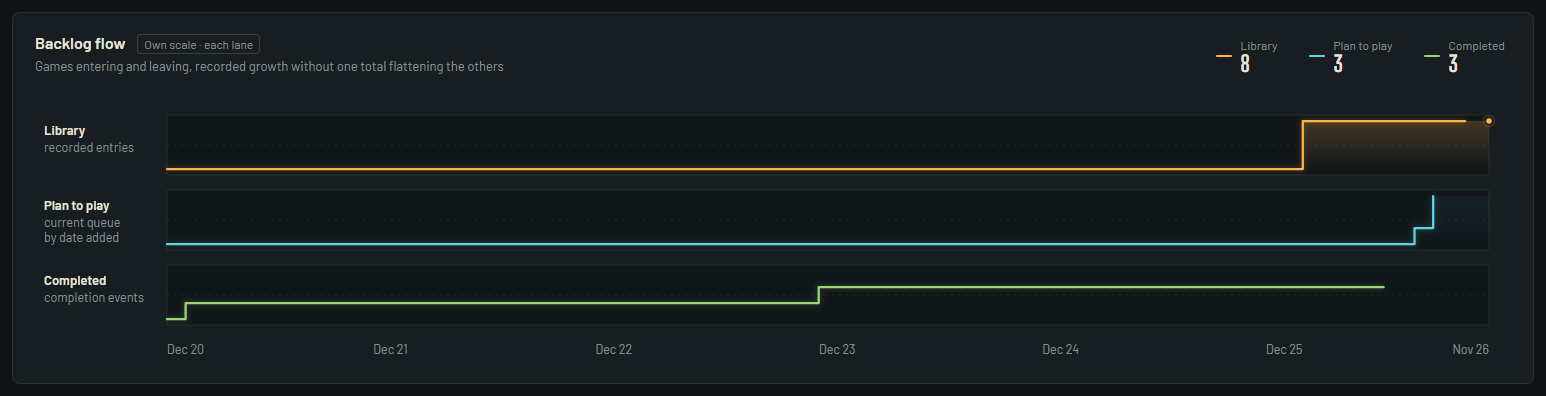 Backlog flow
Own scale · each lane
Games entering and leaving, recorded growth without one total flattening the others
Library
8
Plan to play
3
Completed
3
Library
recorded entries
Plan to play
current queue
by date added
Completed
completion events
Dec 20
Dec 21
Dec 22
Dec 23
Dec 24
Dec 25
Nov 26